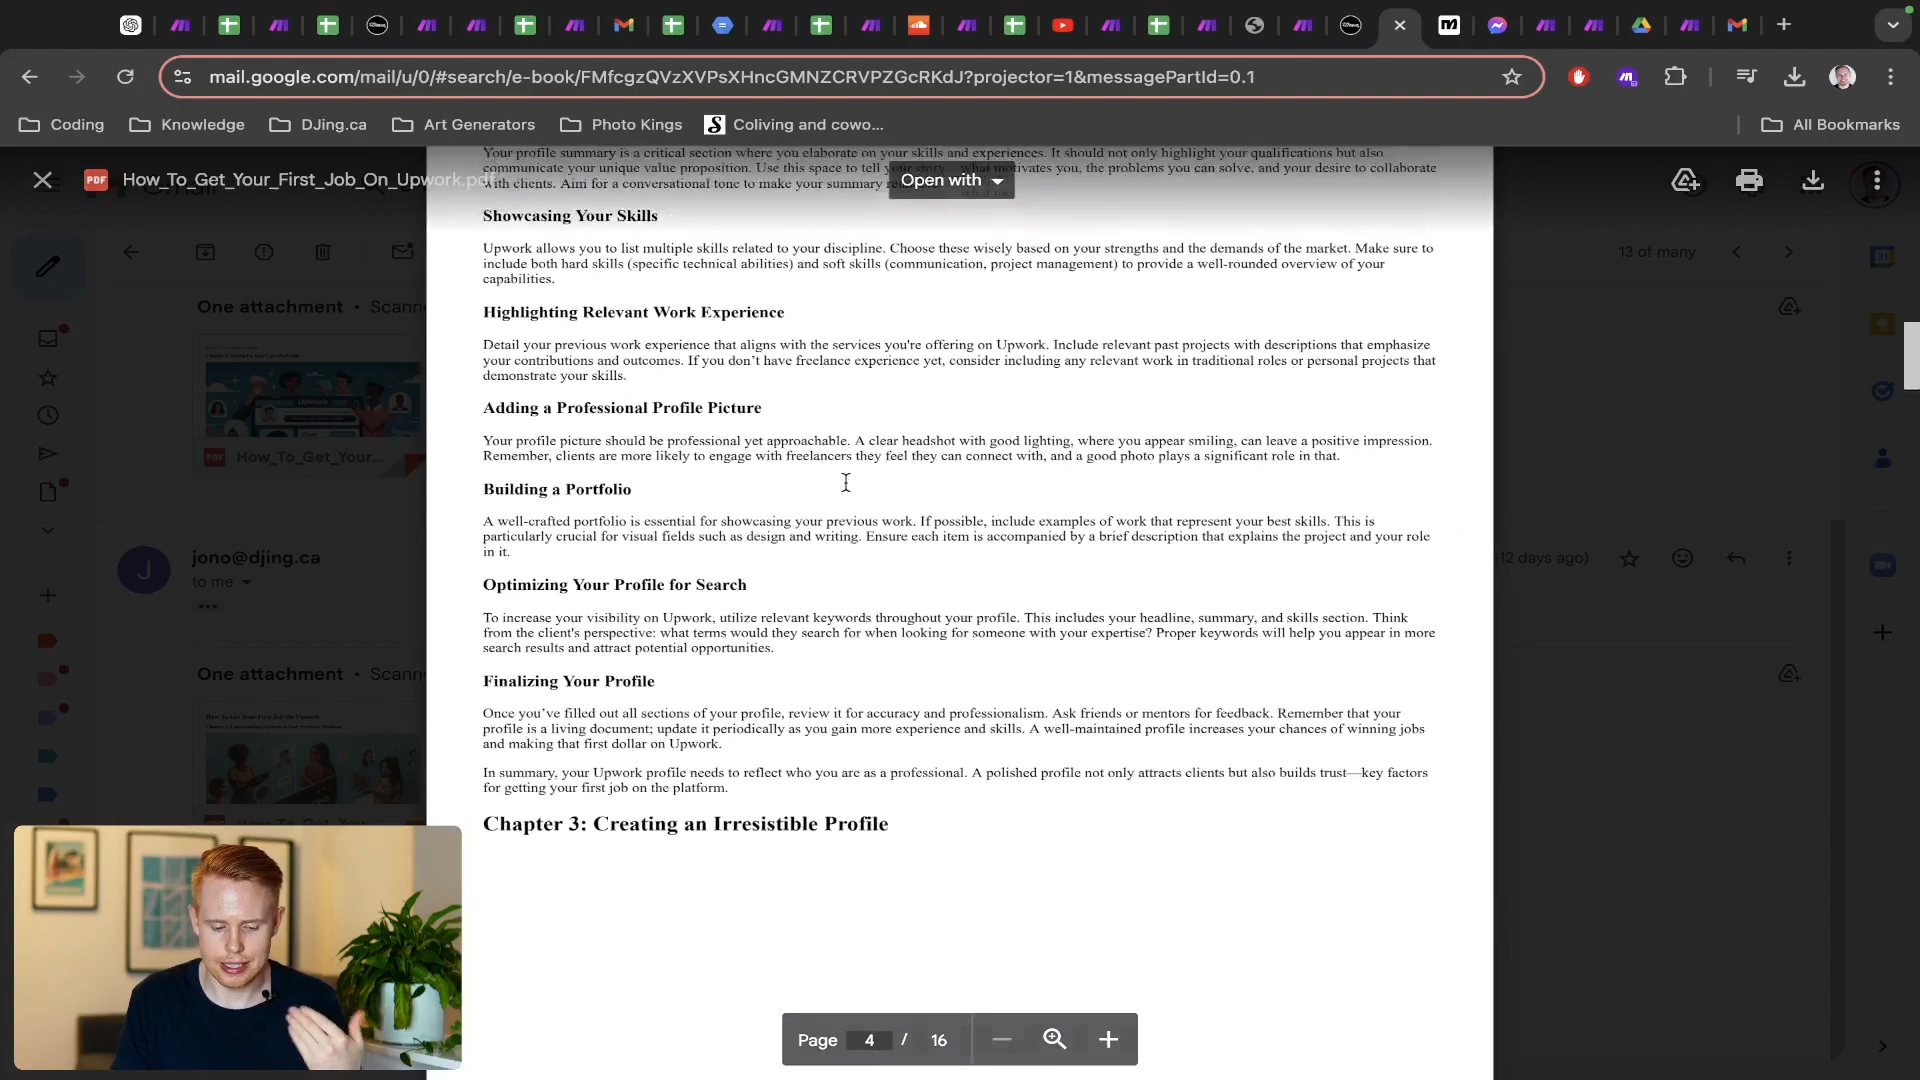 mail.google.com/mail/u/0/#search/e-book/FMfcgzQVzXVPsXHncGMNZCRVPZGcRKdJ?projector=1&messagePartId=0.1
Coding
Knowledge
DJing.ca
Art Generators
Photo Kings
Coliving and cowo...
All Bookmarks
PDF
How_To_Get_Your_First_Job_On_Upwork.pdf
Open with
Your profile summary is a critical section where you elaborate on your skills and experiences. It should not only highlight your qualifications but also
communicate your unique value proposition. Use this space to tell your story what motivates you, the problems you can solve, and your desire to collaborate
with clients. Aim for a conversational tone to make your summary
Showcasing Your Skills
Upwork allows you to list multiple skills related to your discipline. Choose these wisely based on your strengths and the demands of the market. Make sure to
include both hard skills (specific technical abilities) and soft skills (communication, project management) to provide a well-rounded overview of your
capabilities.
Highlighting Relevant Work Experience
Detail your previous work experience that aligns with the services you're offering on Upwork. Include relevant past projects with descriptions that emphasize
your contributions and outcomes. If you don't have freelance experience yet, consider including any relevant work in traditional roles or personal projects that
demonstrate your skills.
Adding a Professional Profile Picture
Your profile picture should be professional yet approachable. A clear headshot with good lighting, where you appear smiling, can leave a positive impression.
Remember, clients are more likely to engage with freelancers they feel they can connect with, and a good photo plays a significant role in that.
Building a Portfolio
A well-crafted portfolio is essential for showcasing your previous work. If possible, include examples of work that represent your best skills. This is
particularly crucial for visual fields such as design and writing. Ensure each item is accompanied by a brief description that explains the project and your role
in it.
Optimizing Your Profile for Search
To increase your visibility on Upwork, utilize relevant keywords throughout your profile. This includes your headline, summary, and skills section. Think
from the client's perspective: what terms would they search for when looking for someone with your expertise? Proper keywords will help you appear in more
search results and attract potential opportunities.
Finalizing Your Profile
Once you've filled out all sections of your profile, review it for accuracy and professionalism. Ask friends or mentors for feedback. Remember that your
profile is a living document; update it periodically as you gain more experience and skills. A well-maintained profile increases your chances of winning jobs
and making that first dollar on Upwork.
In summary, your Upwork profile needs to reflect who you are as a professional. A polished profile not only attracts clients but also builds trust—key factors
for getting your first job on the platform.
Chapter 3: Creating an Irresistible Profile
Page 4 / 16
13 of many
One attachment • Scann
UpWork
PDF How_To_Get_Your...
J
jono@djing.ca
to me
12 days ago)
One attachment • Scann